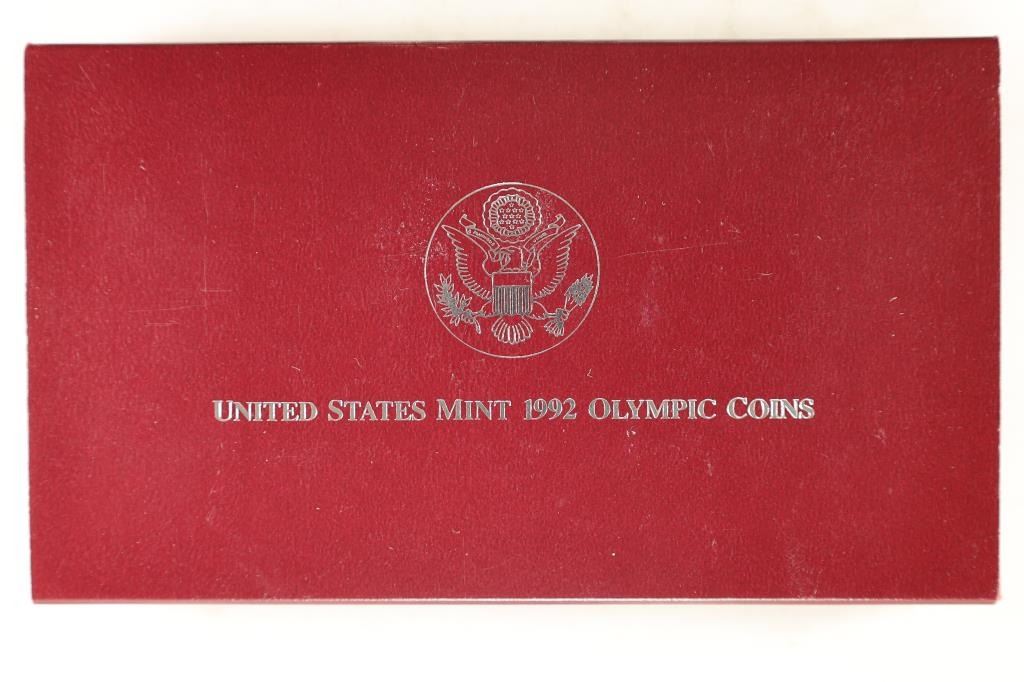 UNITED STATES MINT 1992 OLYMPIC COINS